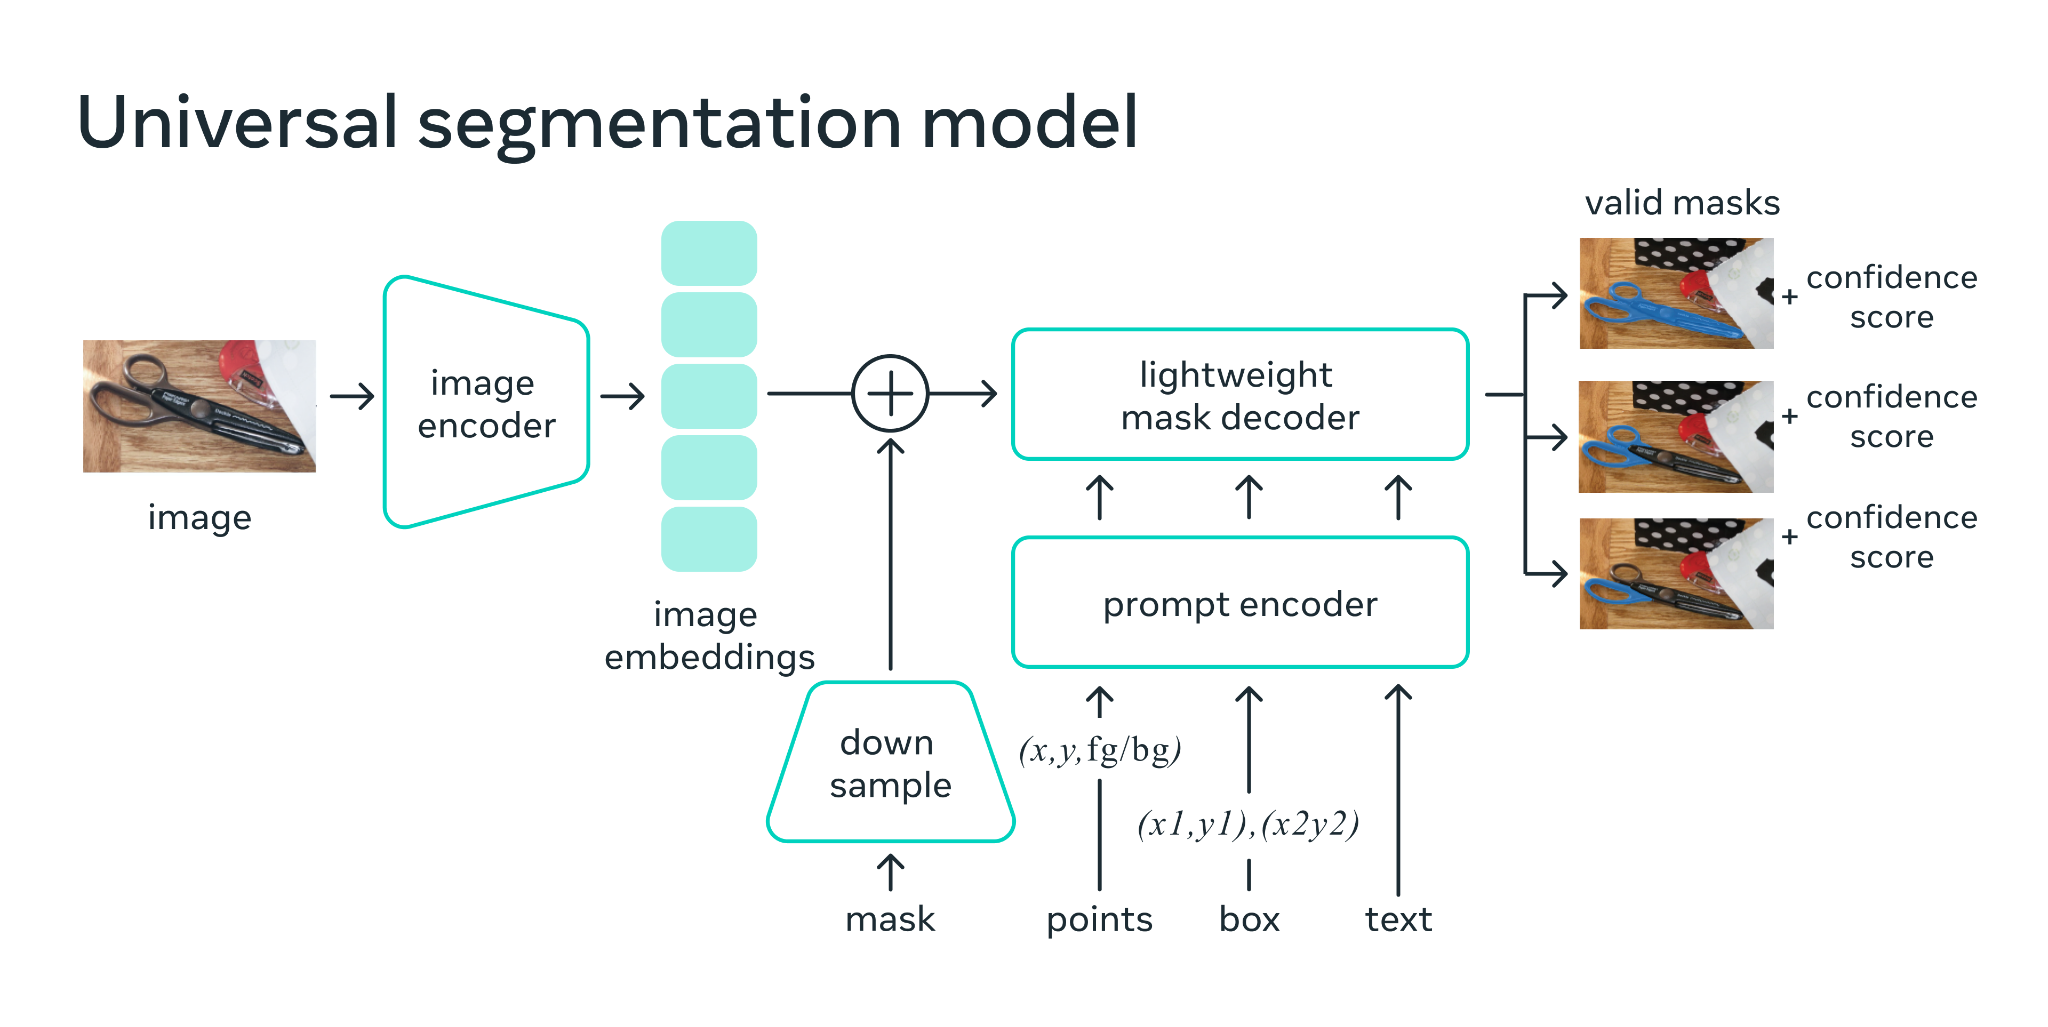 Universal segmentation model
valid masks
+ confidence
score
image
encoder
lightweight
mask decoder
+ confidence
score
image
+ confidence
score
image
embeddings
prompt encoder
down
sample
(x,y,fg/bg)
(x1,y1),(x2y2)
mask
points
box
text